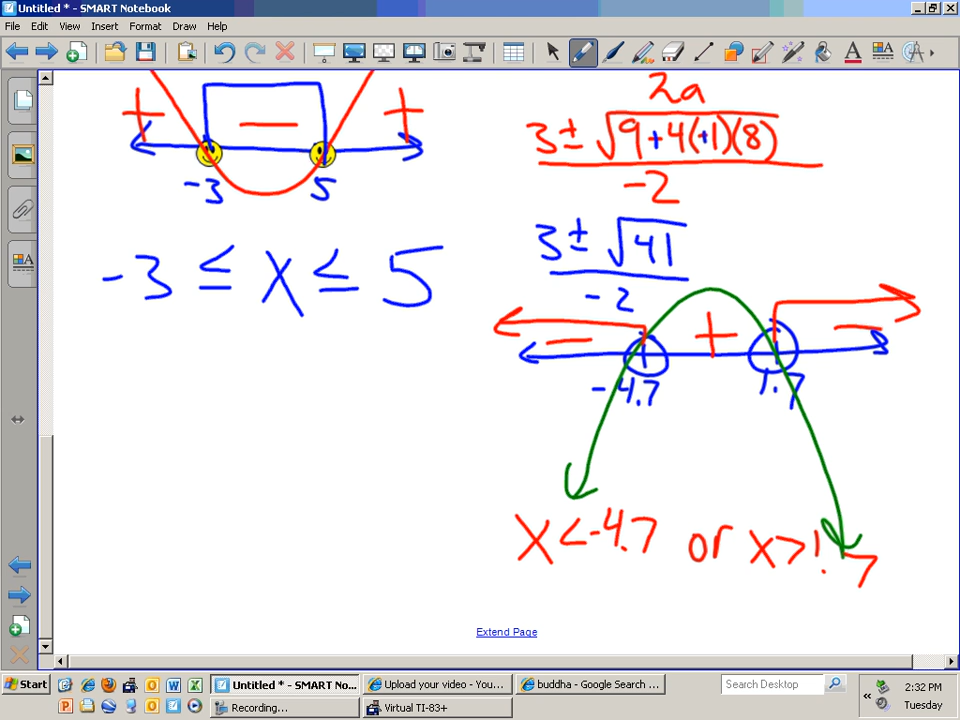 Untitled * - SMART Notebook
File Edit View Insert Format Draw Help
+ − +
-3 5
-3 ≤ x ≤ 5
2a
3 ± √9+4(+1)(8)
-2
3 ± √41
-2
− + −
-4.7 1.7
x < -4.7 or x > 1.7
Extend Page
Start Untitled * - SMART No... Upload your video - You... buddha - Google Search ... Search Desktop 2:32 PM
Recording... Virtual TI-83+ Tuesday